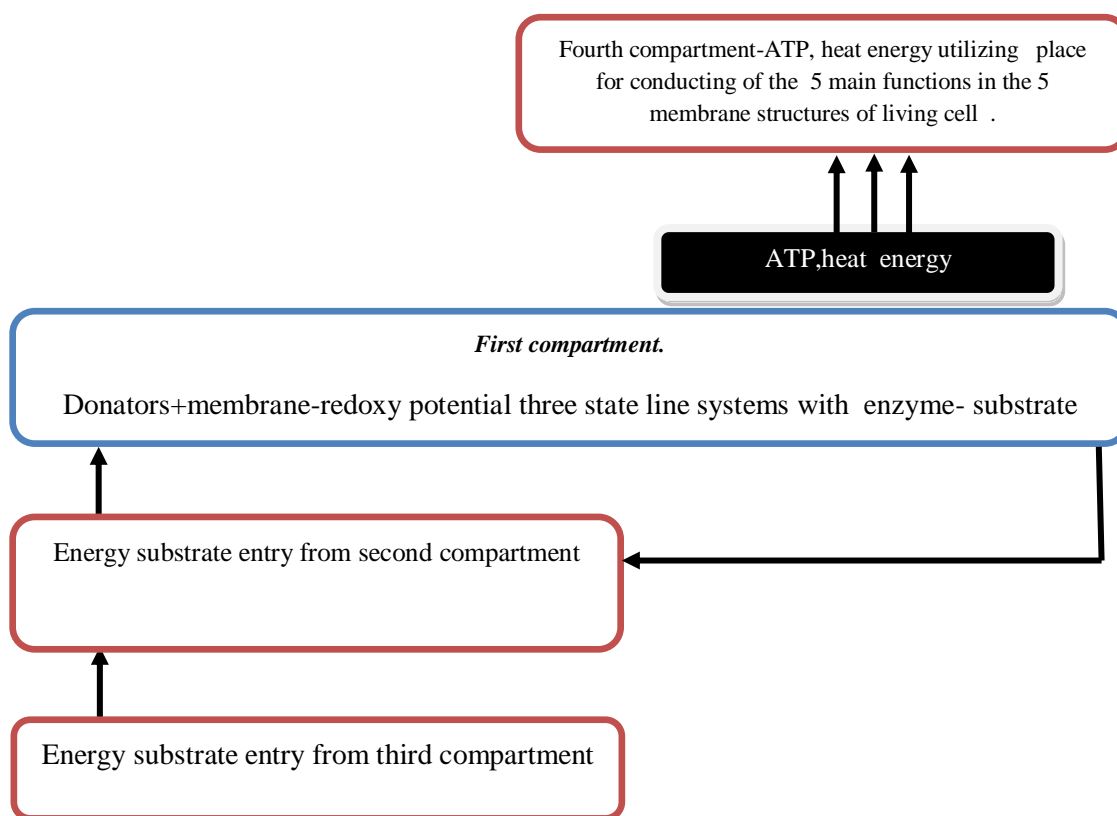 Fourth compartment-ATP, heat energy utilizing place
for conducting of the 5 main functions in the 5
membrane structures of living cell .
ATP,heat energy
First compartment.
Donators+membrane-redoxy potential three state line systems with enzyme- substrate
Energy substrate entry from second compartment
Energy substrate entry from third compartment